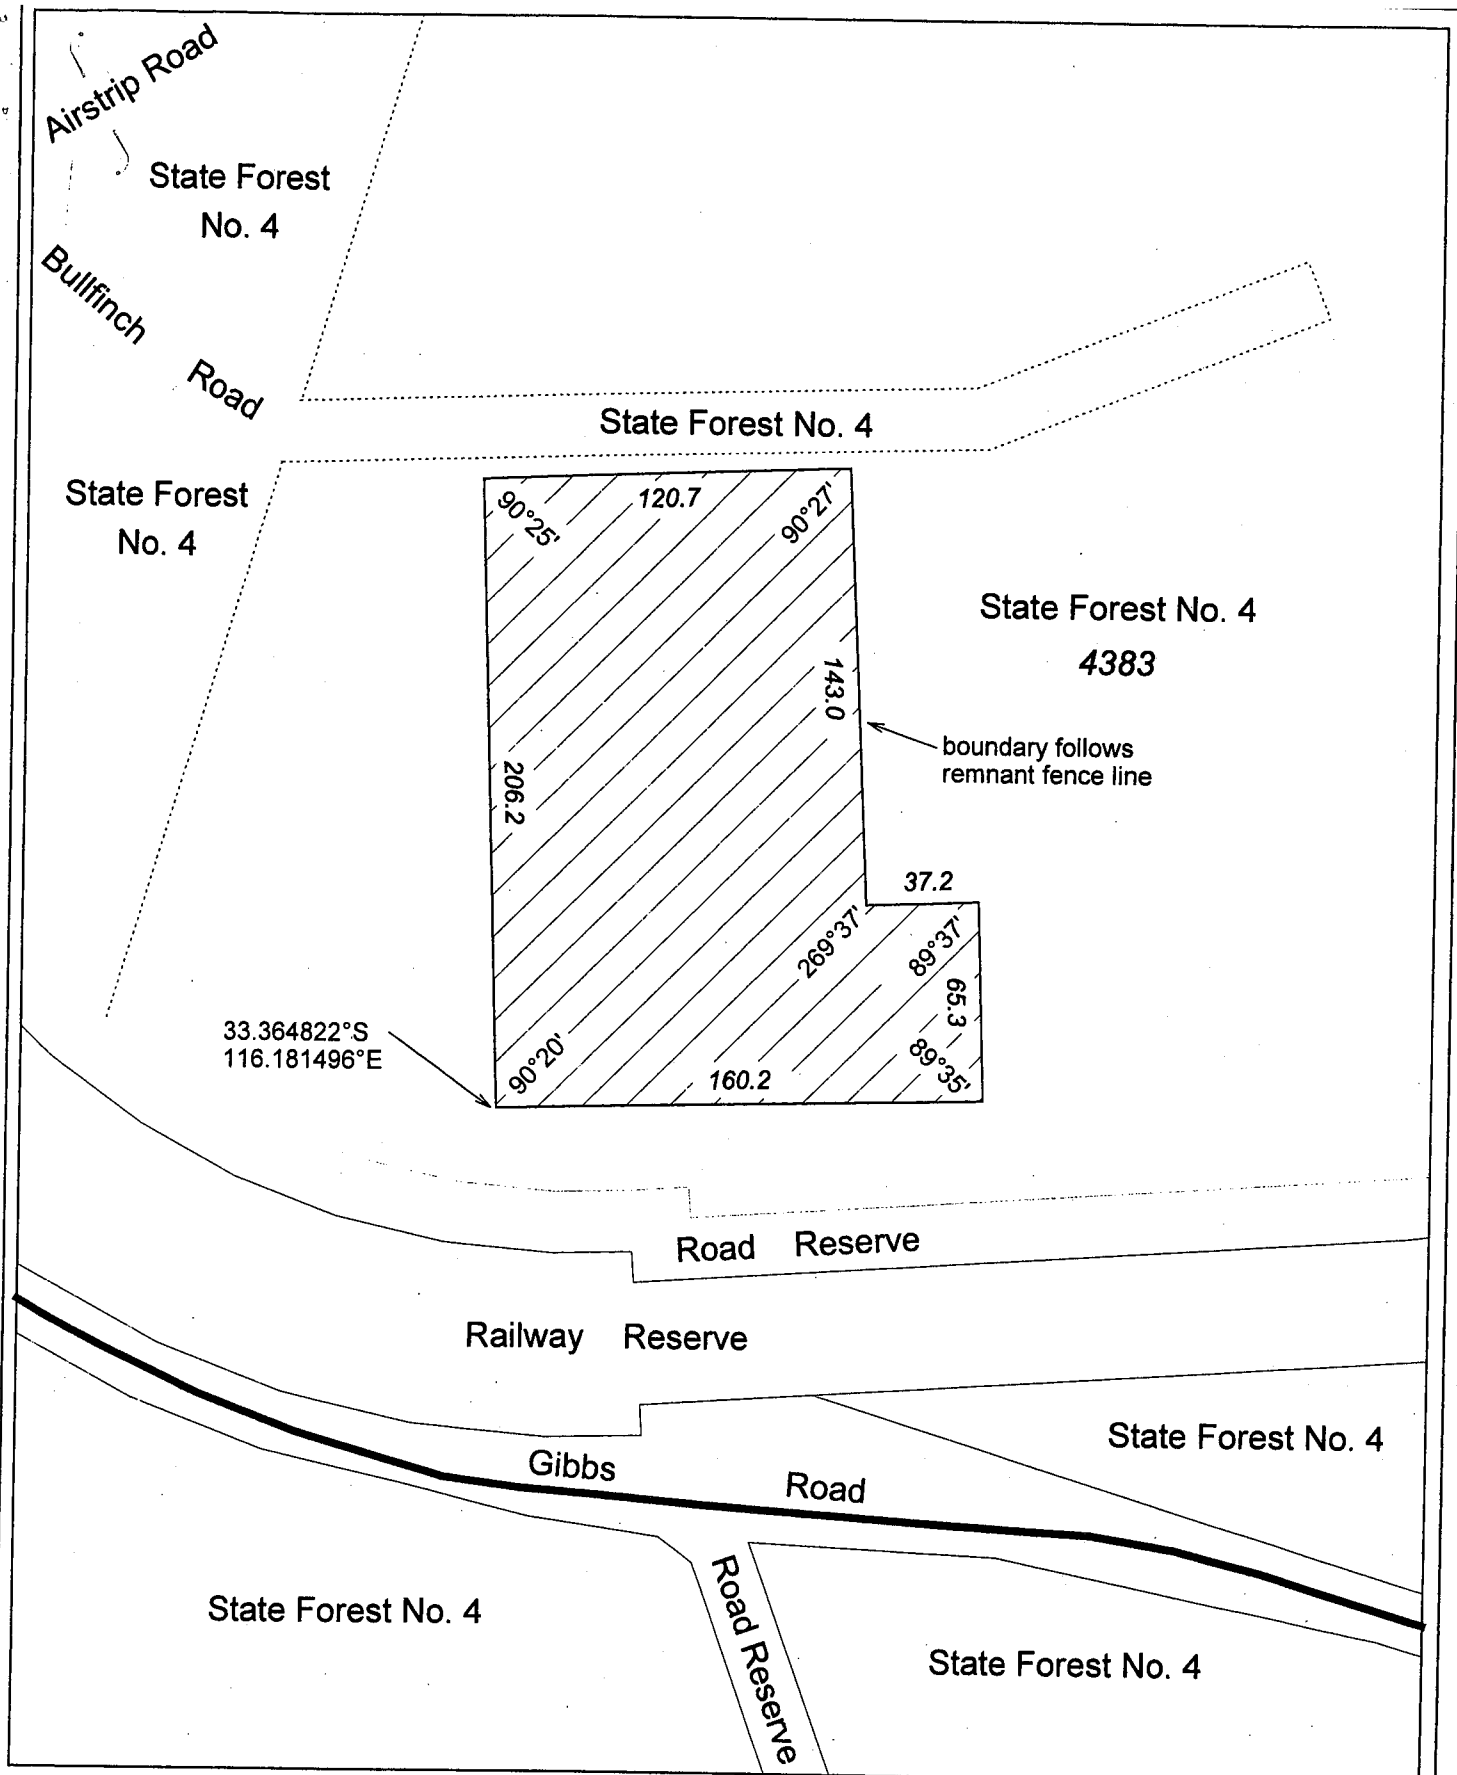 Airstrip Road
State Forest
No. 4
Bullfinch Road
State Forest No. 4
State Forest
No. 4
120.7
90°25'
90°27'
State Forest No. 4
4383
143.0
boundary follows
remnant fence line
206.2
37.2
269°37'
89°37'
65.3
33.364822°S
116.181496°E
90°20'
160.2
89°35'
Road Reserve
Railway Reserve
State Forest No. 4
Gibbs Road
Road Reserve
State Forest No. 4
State Forest No. 4